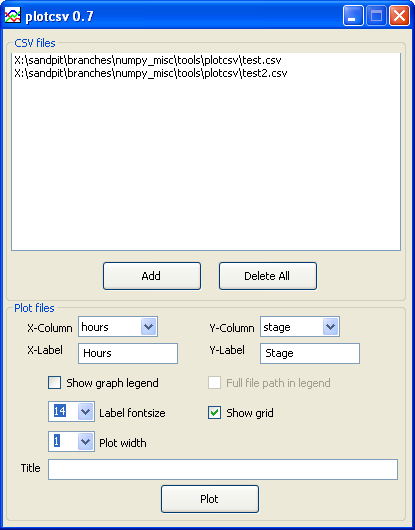 plotcsv 0.7
CSV files
X:\sandpit\branches\numpy_misc\tools\plotcsv\test.csv
X:\sandpit\branches\numpy_misc\tools\plotcsv\test2.csv
Add Delete All
Plot files
X-Column hours Y-Column stage
X-Label Hours Y-Label Stage
Show graph legend Full file path in legend
14 Label fontsize Show grid
1 Plot width
Title
Plot